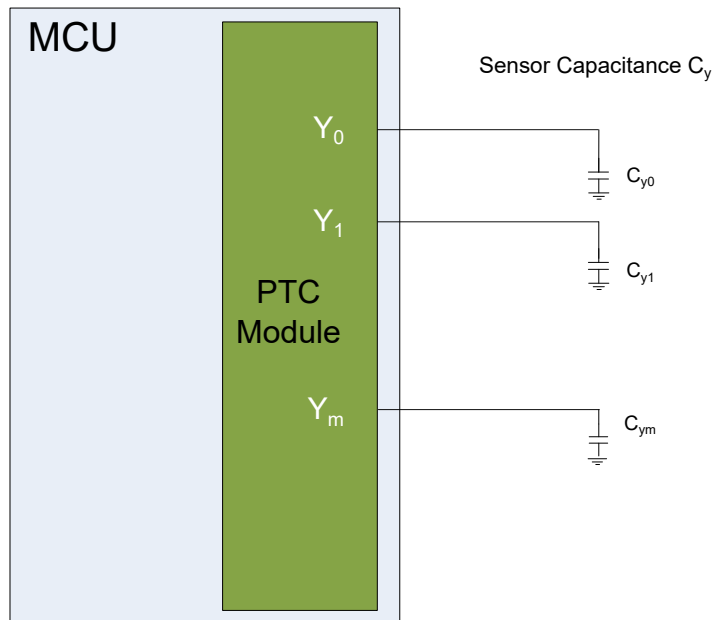 MCU
Sensor Capacitance Cy
Y0
Cy0
Y1
Cy1
PTC
Module
Ym
Cym